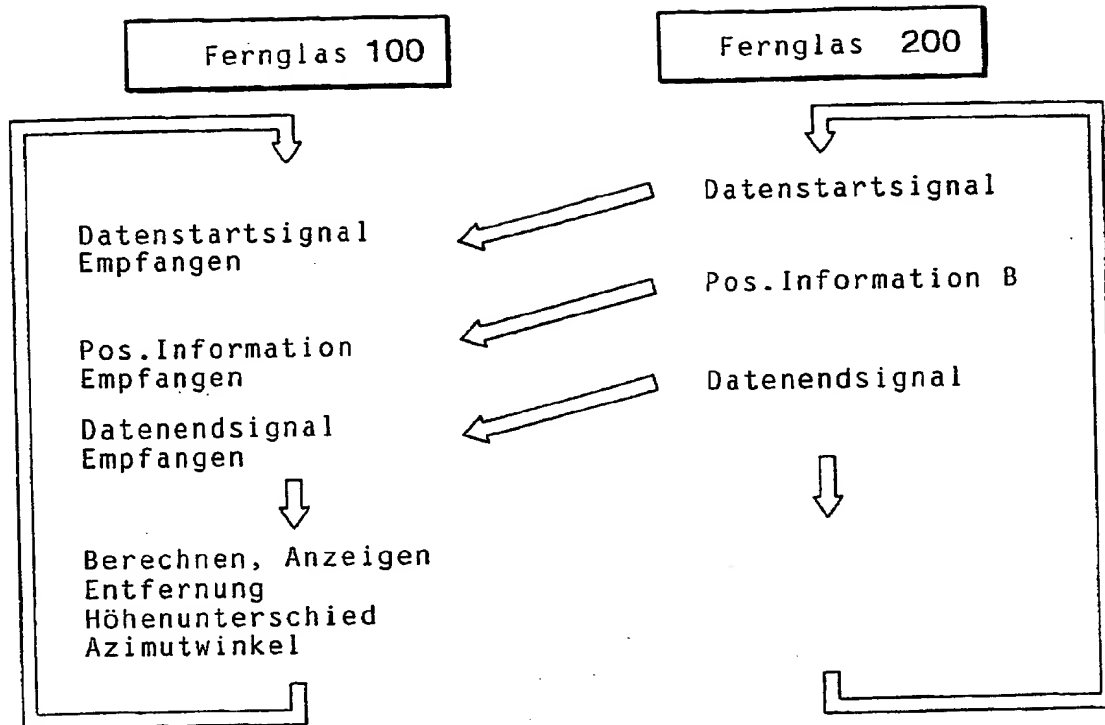 Fernglas 100
Fernglas 200
Datenstartsignal
Datenstartsignal
Empfangen
Pos.Information B
Pos.Information
Empfangen
Datenendsignal
Datenendsignal
Empfangen
Berechnen, Anzeigen
Entfernung
Höhenunterschied
Azimutwinkel